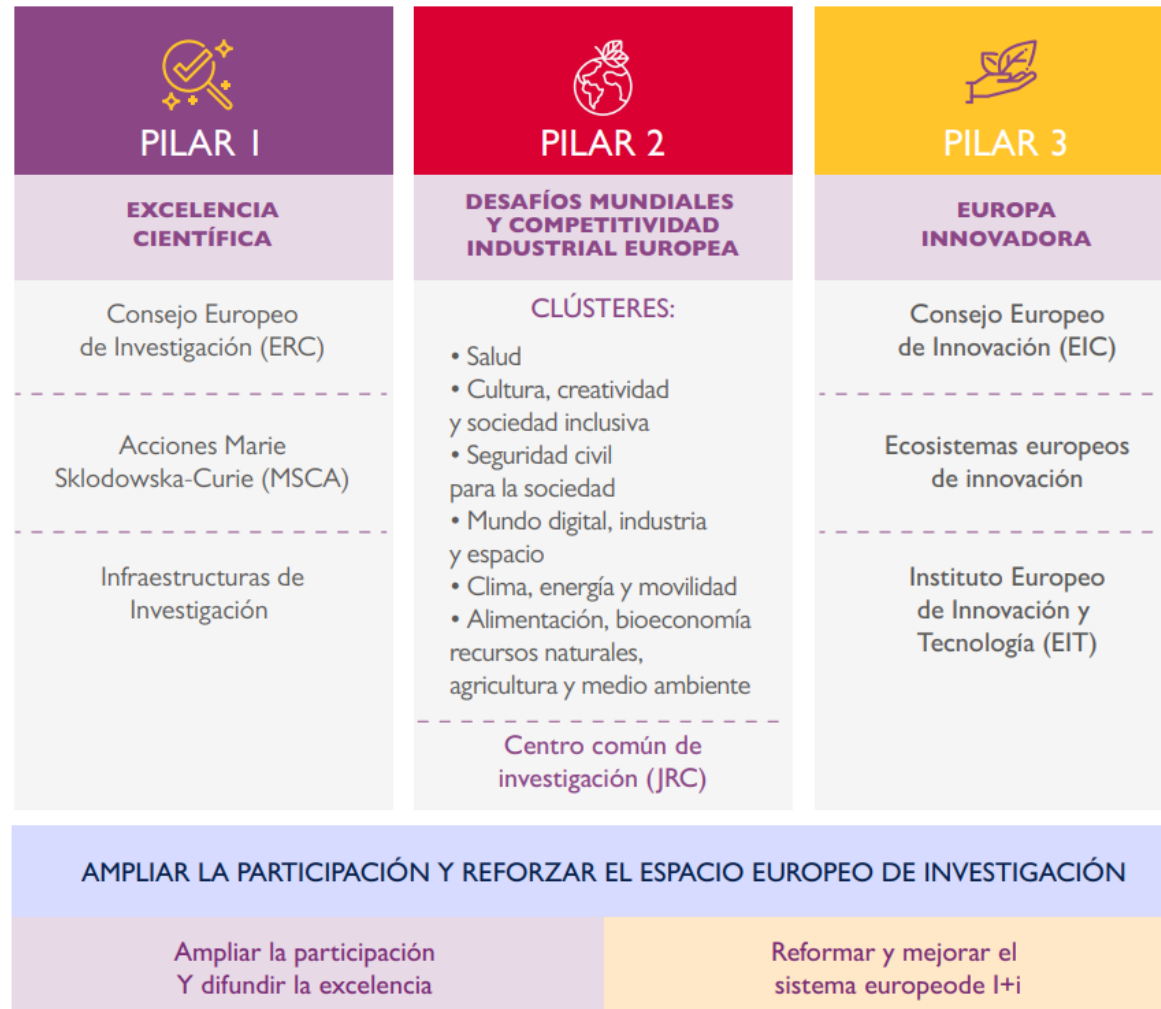 PILAR 1
EXCELENCIA
CIENTÍFICA
Consejo Europeo
de Investigación (ERC)
Acciones Marie
Sklodowska-Curie (MSCA)
Infraestructuras de
Investigación
PILAR 2
DESAFÍOS MUNDIALES
Y COMPETITIVIDAD
INDUSTRIAL EUROPEA
CLÚSTERES:
• Salud
• Cultura, creatividad
y sociedad inclusiva
• Seguridad civil
para la sociedad
• Mundo digital, industria
y espacio
• Clima, energía y movilidad
• Alimentación, bioeconomía
recursos naturales,
agricultura y medio ambiente
Centro común de
investigación (JRC)
PILAR 3
EUROPA
INNOVADORA
Consejo Europeo
de Innovación (EIC)
Ecosistemas europeos
de innovación
Instituto Europeo
de Innovación y
Tecnología (EIT)
AMPLIAR LA PARTICIPACIÓN Y REFORZAR EL ESPACIO EUROPEO DE INVESTIGACIÓN
Ampliar la participación
Y difundir la excelencia
Reformar y mejorar el
sistema europeode I+i